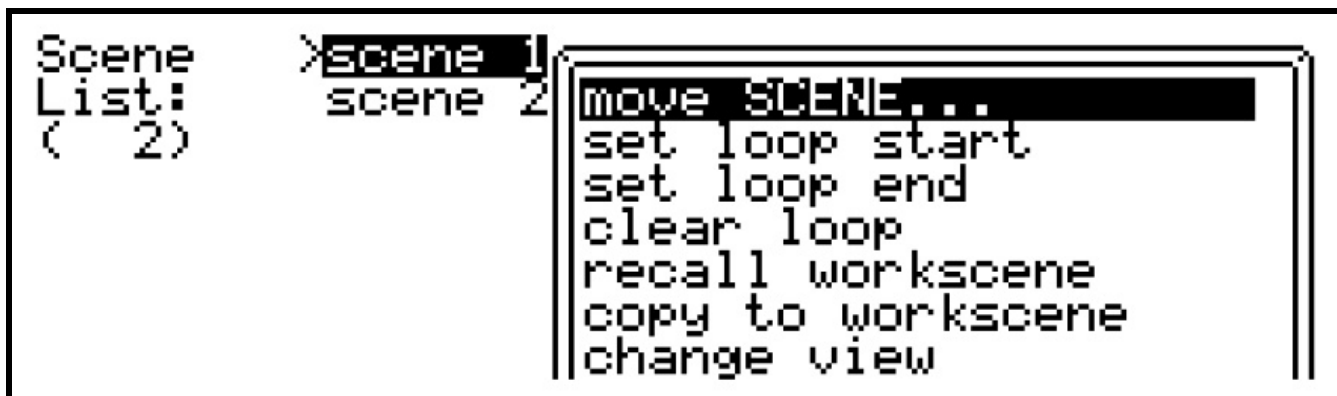 Scene
List:
( 2)
>scene 1
scene 2
move SCENE...
set loop start
set loop end
clear loop
recall workscene
copy to workscene
change view